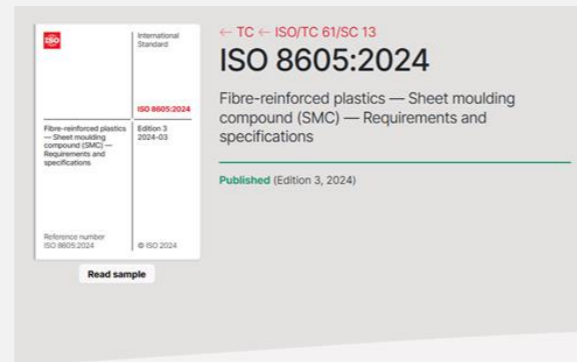 ISO
International
Standard
ISO 8605:2024
Fibre-reinforced plastics
— Sheet moulding
compound (SMC) —
Requirements and
specifications
Edition 3
2024-03
Reference number
ISO 8605:2024
© ISO 2024
Read sample
← TC ← ISO/TC 61/SC 13
ISO 8605:2024
Fibre-reinforced plastics — Sheet moulding
compound (SMC) — Requirements and
specifications
Published (Edition 3, 2024)